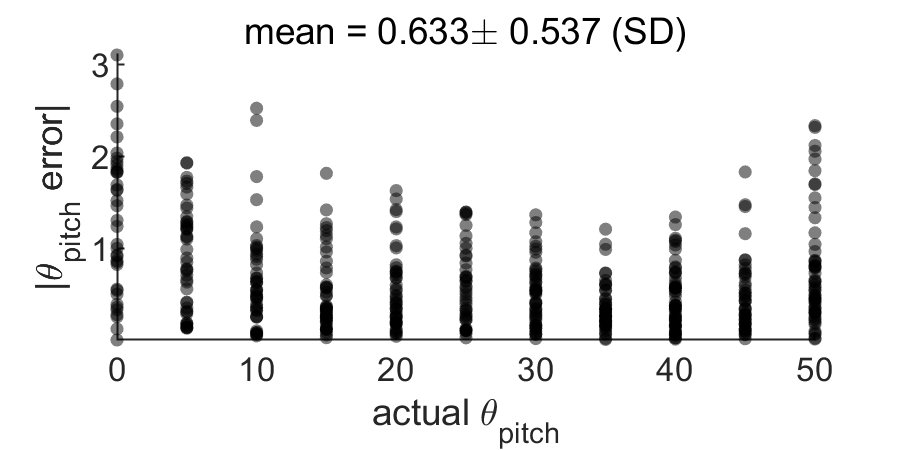 mean = 0.633± 0.537 (SD)
|θpitch error|
3
2
1
0 10 20 30 40 50
actual θpitch